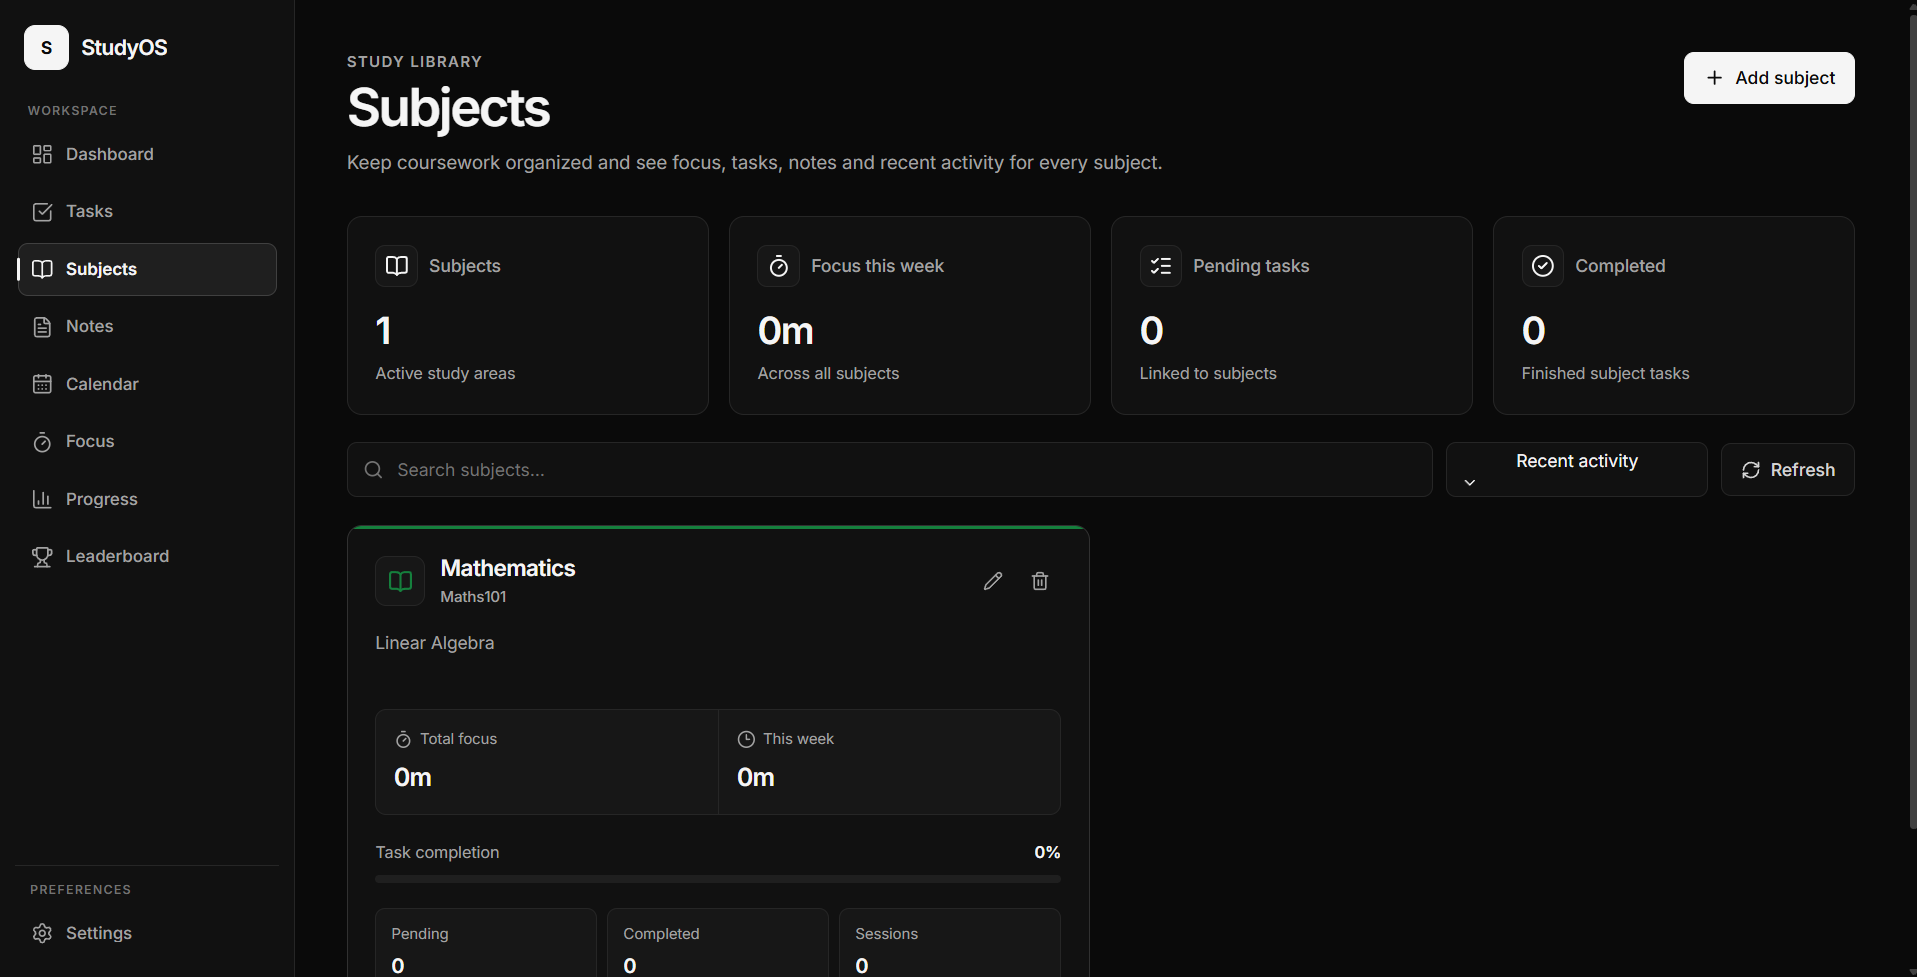 S
StudyOS
WORKSPACE
Dashboard
Tasks
Subjects
Notes
Calendar
Focus
Progress
Leaderboard
PREFERENCES
Settings
STUDY LIBRARY
Subjects
Keep coursework organized and see focus, tasks, notes and recent activity for every subject.
Add subject
Subjects
1
Active study areas
Focus this week
0m
Across all subjects
Pending tasks
0
Linked to subjects
Completed
0
Finished subject tasks
Search subjects...
Recent activity
Refresh
Mathematics
Maths101
Linear Algebra
Total focus
0m
This week
0m
Task completion 0%
Pending
0
Completed
0
Sessions
0